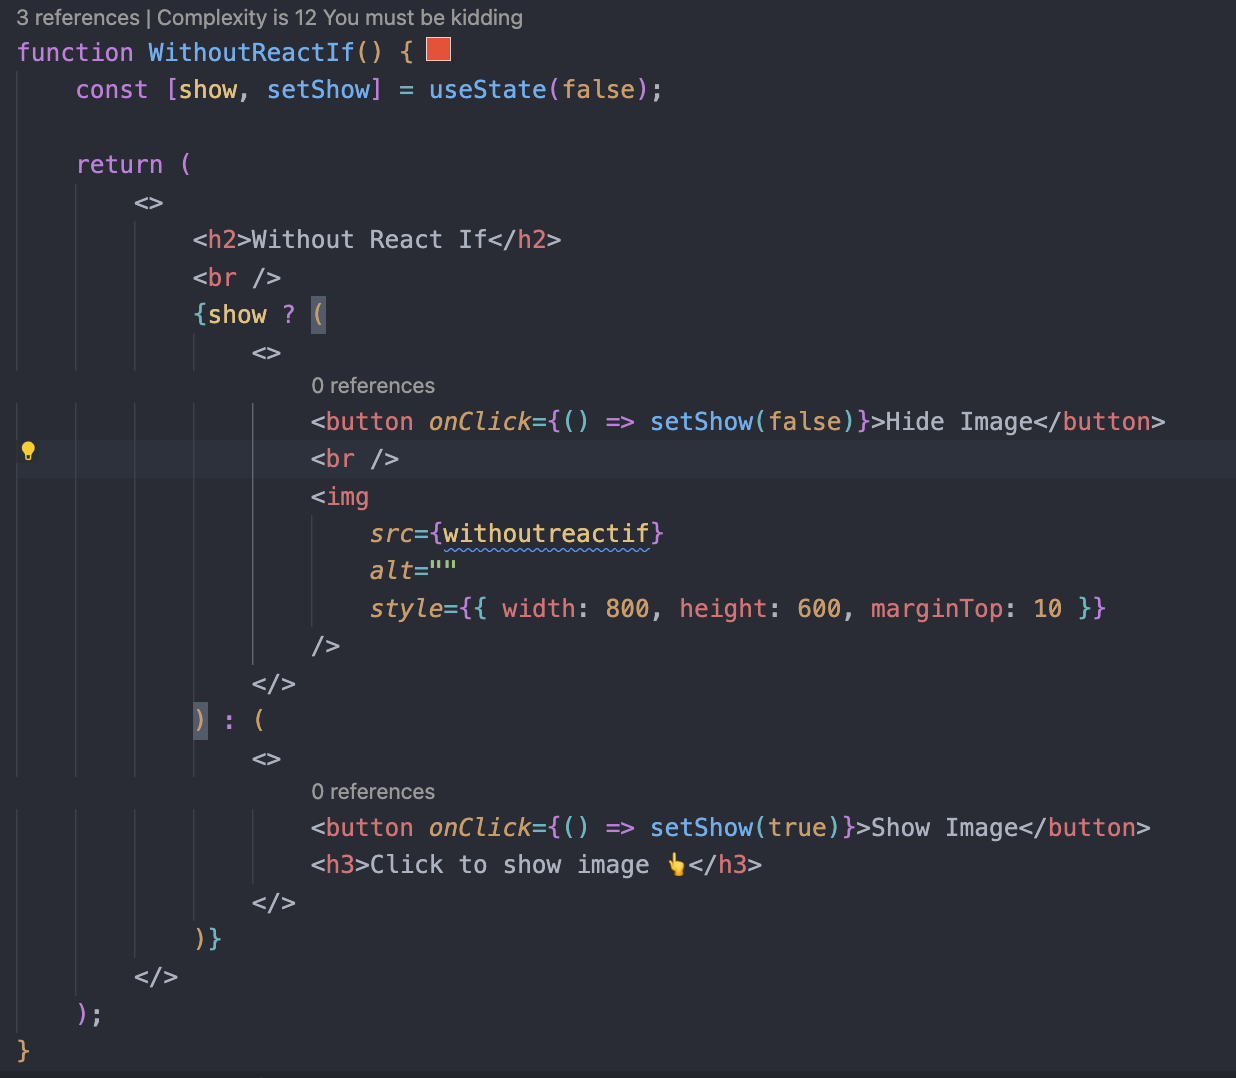 3 references | Complexity is 12 You must be kidding
function WithoutReactIf() {
const [show, setShow] = useState(false);
return (
<>
<h2>Without React If</h2>
<br />
{show ? (
<>
0 references
<button onClick={() => setShow(false)}>Hide Image</button>
<br />
<img
src={withoutreactif}
alt=""
style={{ width: 800, height: 600, marginTop: 10 }}
/>
</>
) : (
<>
0 references
<button onClick={() => setShow(true)}>Show Image</button>
<h3>Click to show image 👆</h3>
</>
)}
</>
);
}